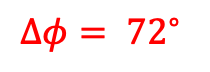 Δϕ = 72°